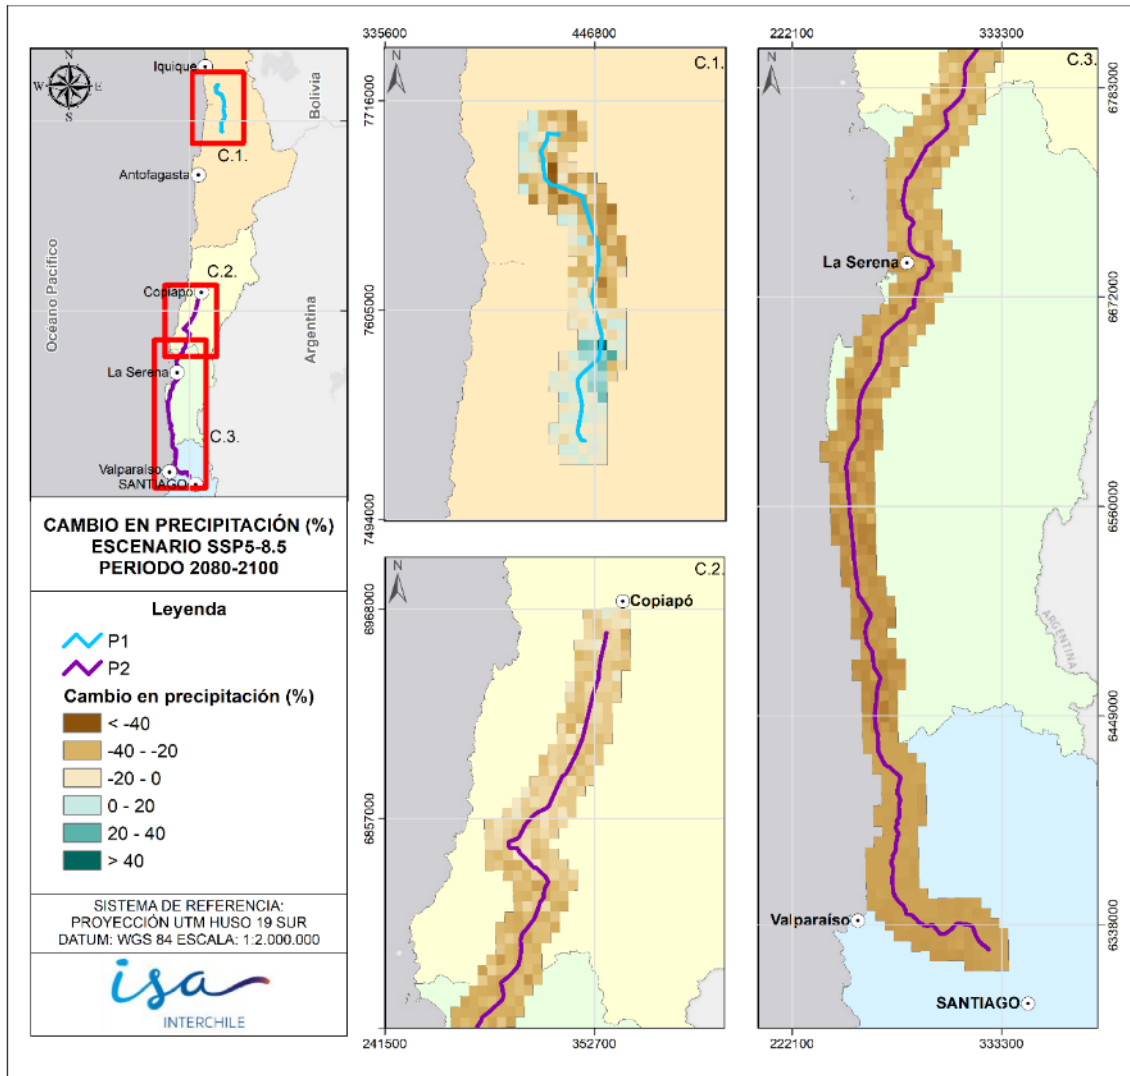 N
W
E
S
Iquique
Bolivia
C.1.
Antofagasta
Océano Pacífico
C.2.
Copiapó
Argentina
La Serena
C.3.
Valparaíso
SANTIAGO
CAMBIO EN PRECIPITACIÓN (%)
ESCENARIO SSP5-8.5
PERIODO 2080-2100
Leyenda
P1
P2
Cambio en precipitación (%)
< -40
-40 - -20
-20 - 0
0 - 20
20 - 40
> 40
SISTEMA DE REFERENCIA:
PROYECCIÓN UTM HUSO 19 SUR
DATUM: WGS 84 ESCALA: 1:2.000.000
isa
INTERCHILE
335600
446800
N
C.1.
7716000
7605000
7494000
N
C.2.
Copiapó
6968000
6857000
241500
352700
222100
333300
N
C.3.
6783000
La Serena
6672000
6560000
ARGENTINA
6449000
Valparaíso
6338000
SANTIAGO
222100
333300